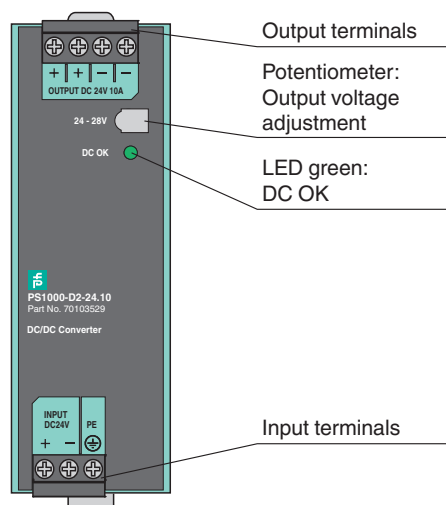 Output terminals
+ + – –
OUTPUT DC 24V 10A
Potentiometer:
Output voltage
adjustment
24 - 28V
DC OK
LED green:
DC OK
PS1000-D2-24.10
Part No. 70103529
DC/DC Converter
INPUT
DC24V
PE
+ –
Input terminals